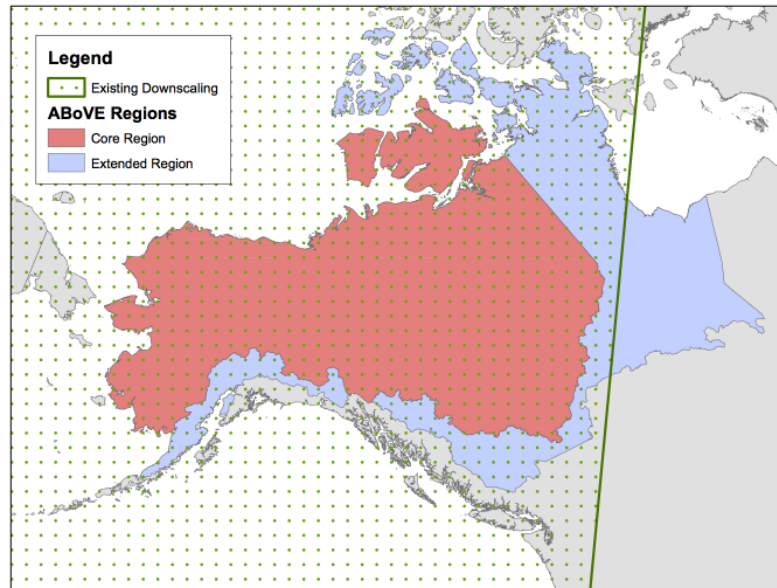 Legend
Existing Downscaling
ABoVE Regions
Core Region
Extended Region